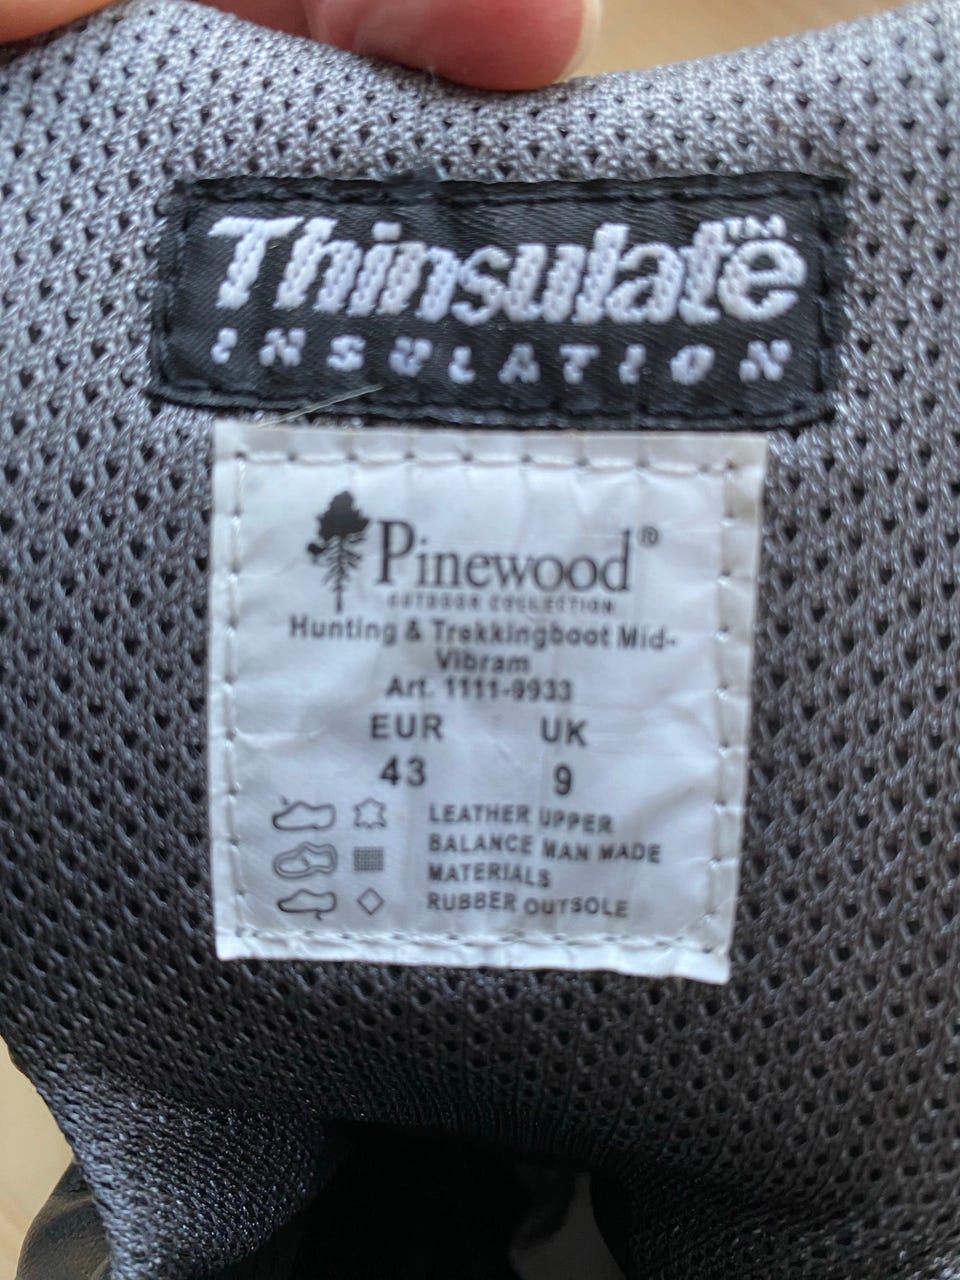 Thinsulate™
INSULATION
Pinewood®
OUTDOOR COLLECTION
Hunting & Trekkingboot Mid-
Vibram
Art. 1111-9933
EUR UK
43 9
LEATHER UPPER
BALANCE MAN MADE
MATERIALS
RUBBER OUTSOLE